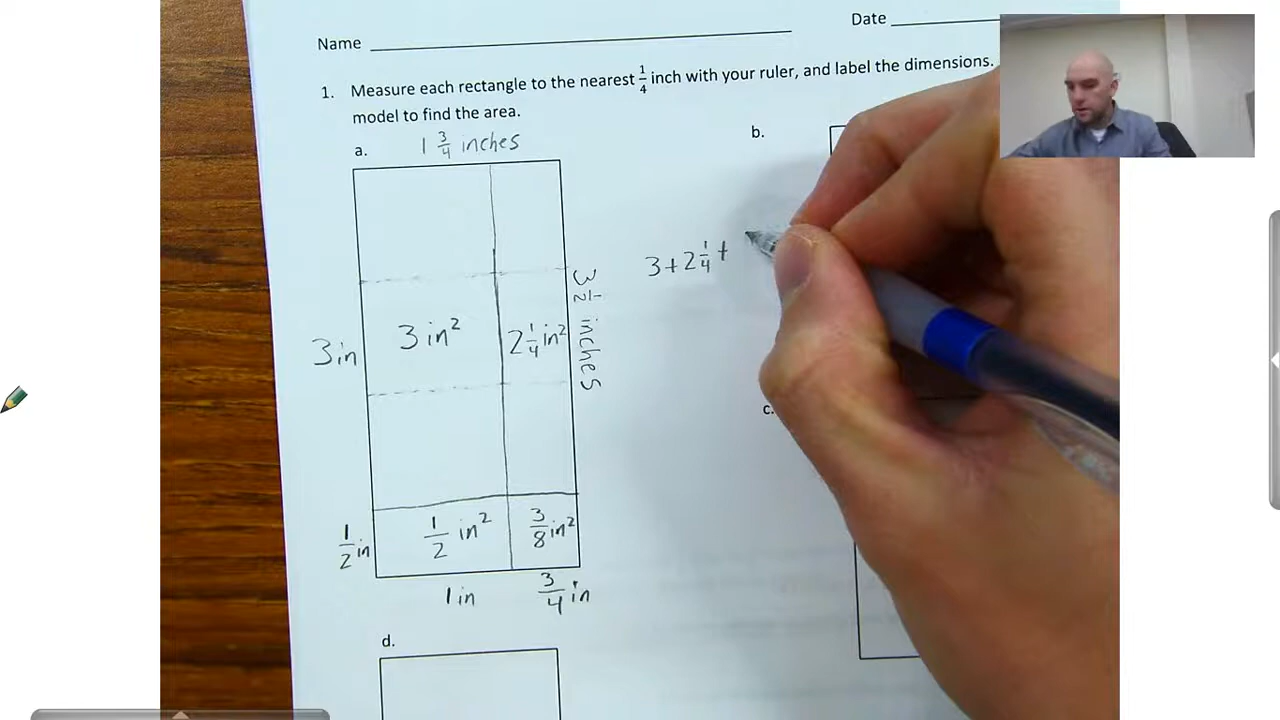 Name
Date
1. Measure each rectangle to the nearest 1/4 inch with your ruler, and label the dimensions.
model to find the area.
a.
1 3/4 inches
b.
3 + 2 1/4 +
3 1/2 inches
3 in
3 in²
2 1/4 in²
c.
1/2 in
1/2 in²
3/8 in²
1 in
3/4 in
d.